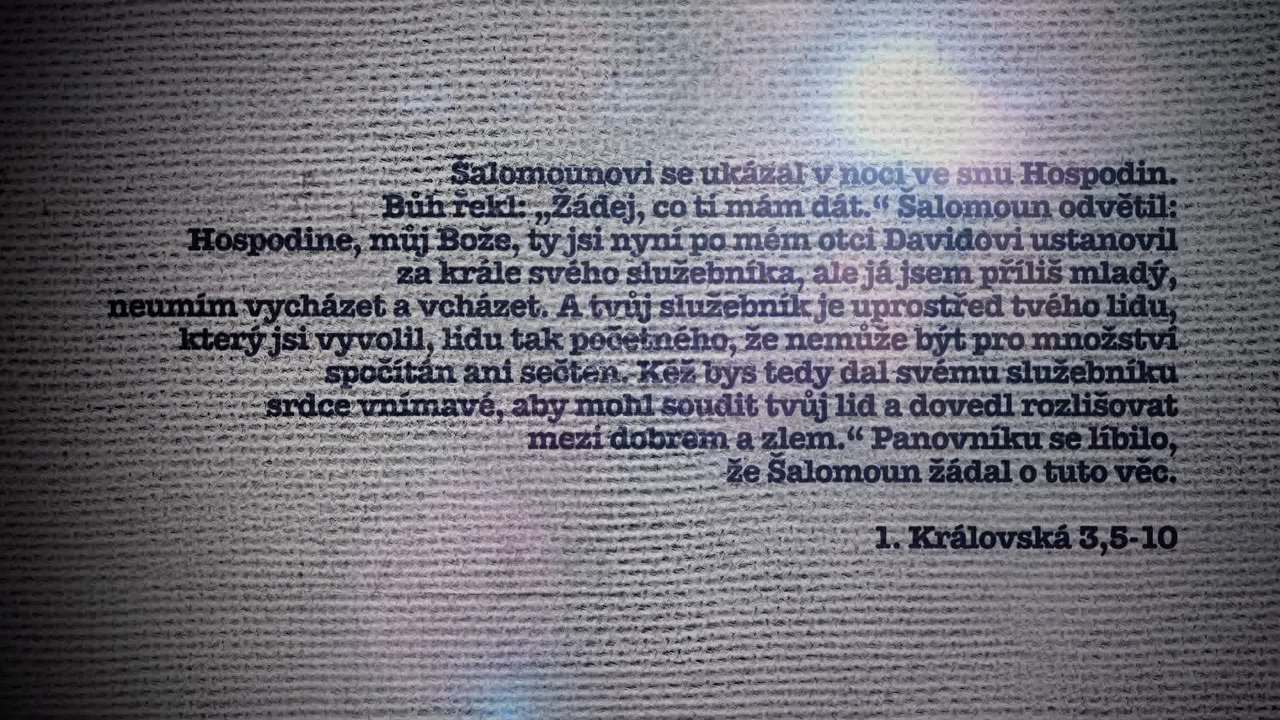 Šalomounovi se ukázal v noci ve snu Hospodin.
Bůh řekl: „Žádej, co ti mám dát.“ Šalomoun odvětil:
Hospodine, můj Bože, ty jsi nyní po mém otci Davidovi ustanovil
za krále svého služebníka, ale já jsem příliš mladý,
neumím vycházet a vcházet. A tvůj služebník je uprostřed tvého lidu,
který jsi vyvolil, lidu tak početného, že nemůže být pro množství
spočítán ani sečten. Kéž bys tedy dal svému služebníku
srdce vnímavé, aby mohl soudit tvůj lid a dovedl rozlišovat
mezi dobrem a zlem.“ Panovníku se líbilo,
že Šalomoun žádal o tuto věc.
1. Královská 3,5-10